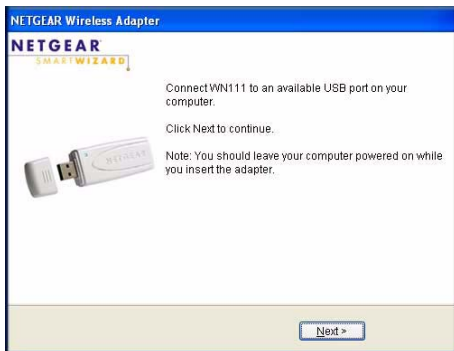 NETGEAR Wireless Adapter
NETGEAR
SMARTWIZARD
Connect WN111 to an available USB port on your
computer.
Click Next to continue.
Note: You should leave your computer powered on while
you insert the adapter.
NETGEAR
Next >